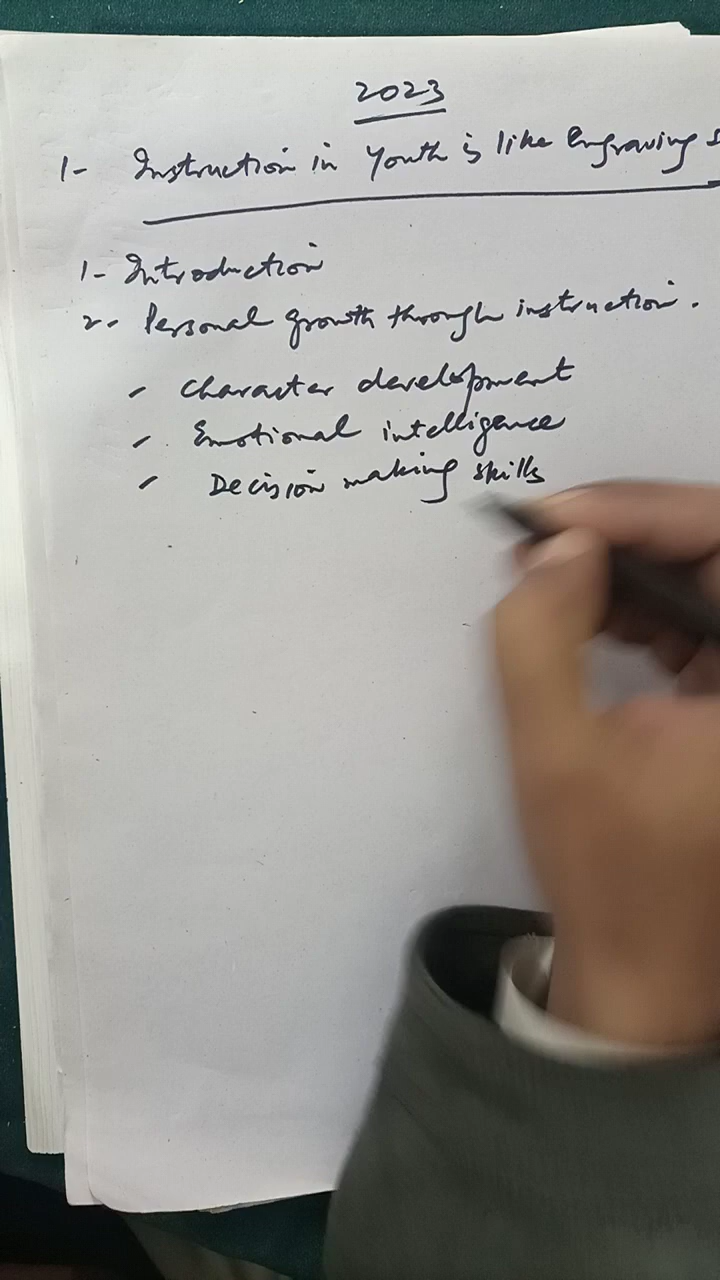 2023
1- Instruction in Youth is like Engraving
1- Introduction
2- Personal growth through instruction.
- Character development
- Emotional intelligence
- Decision making skills